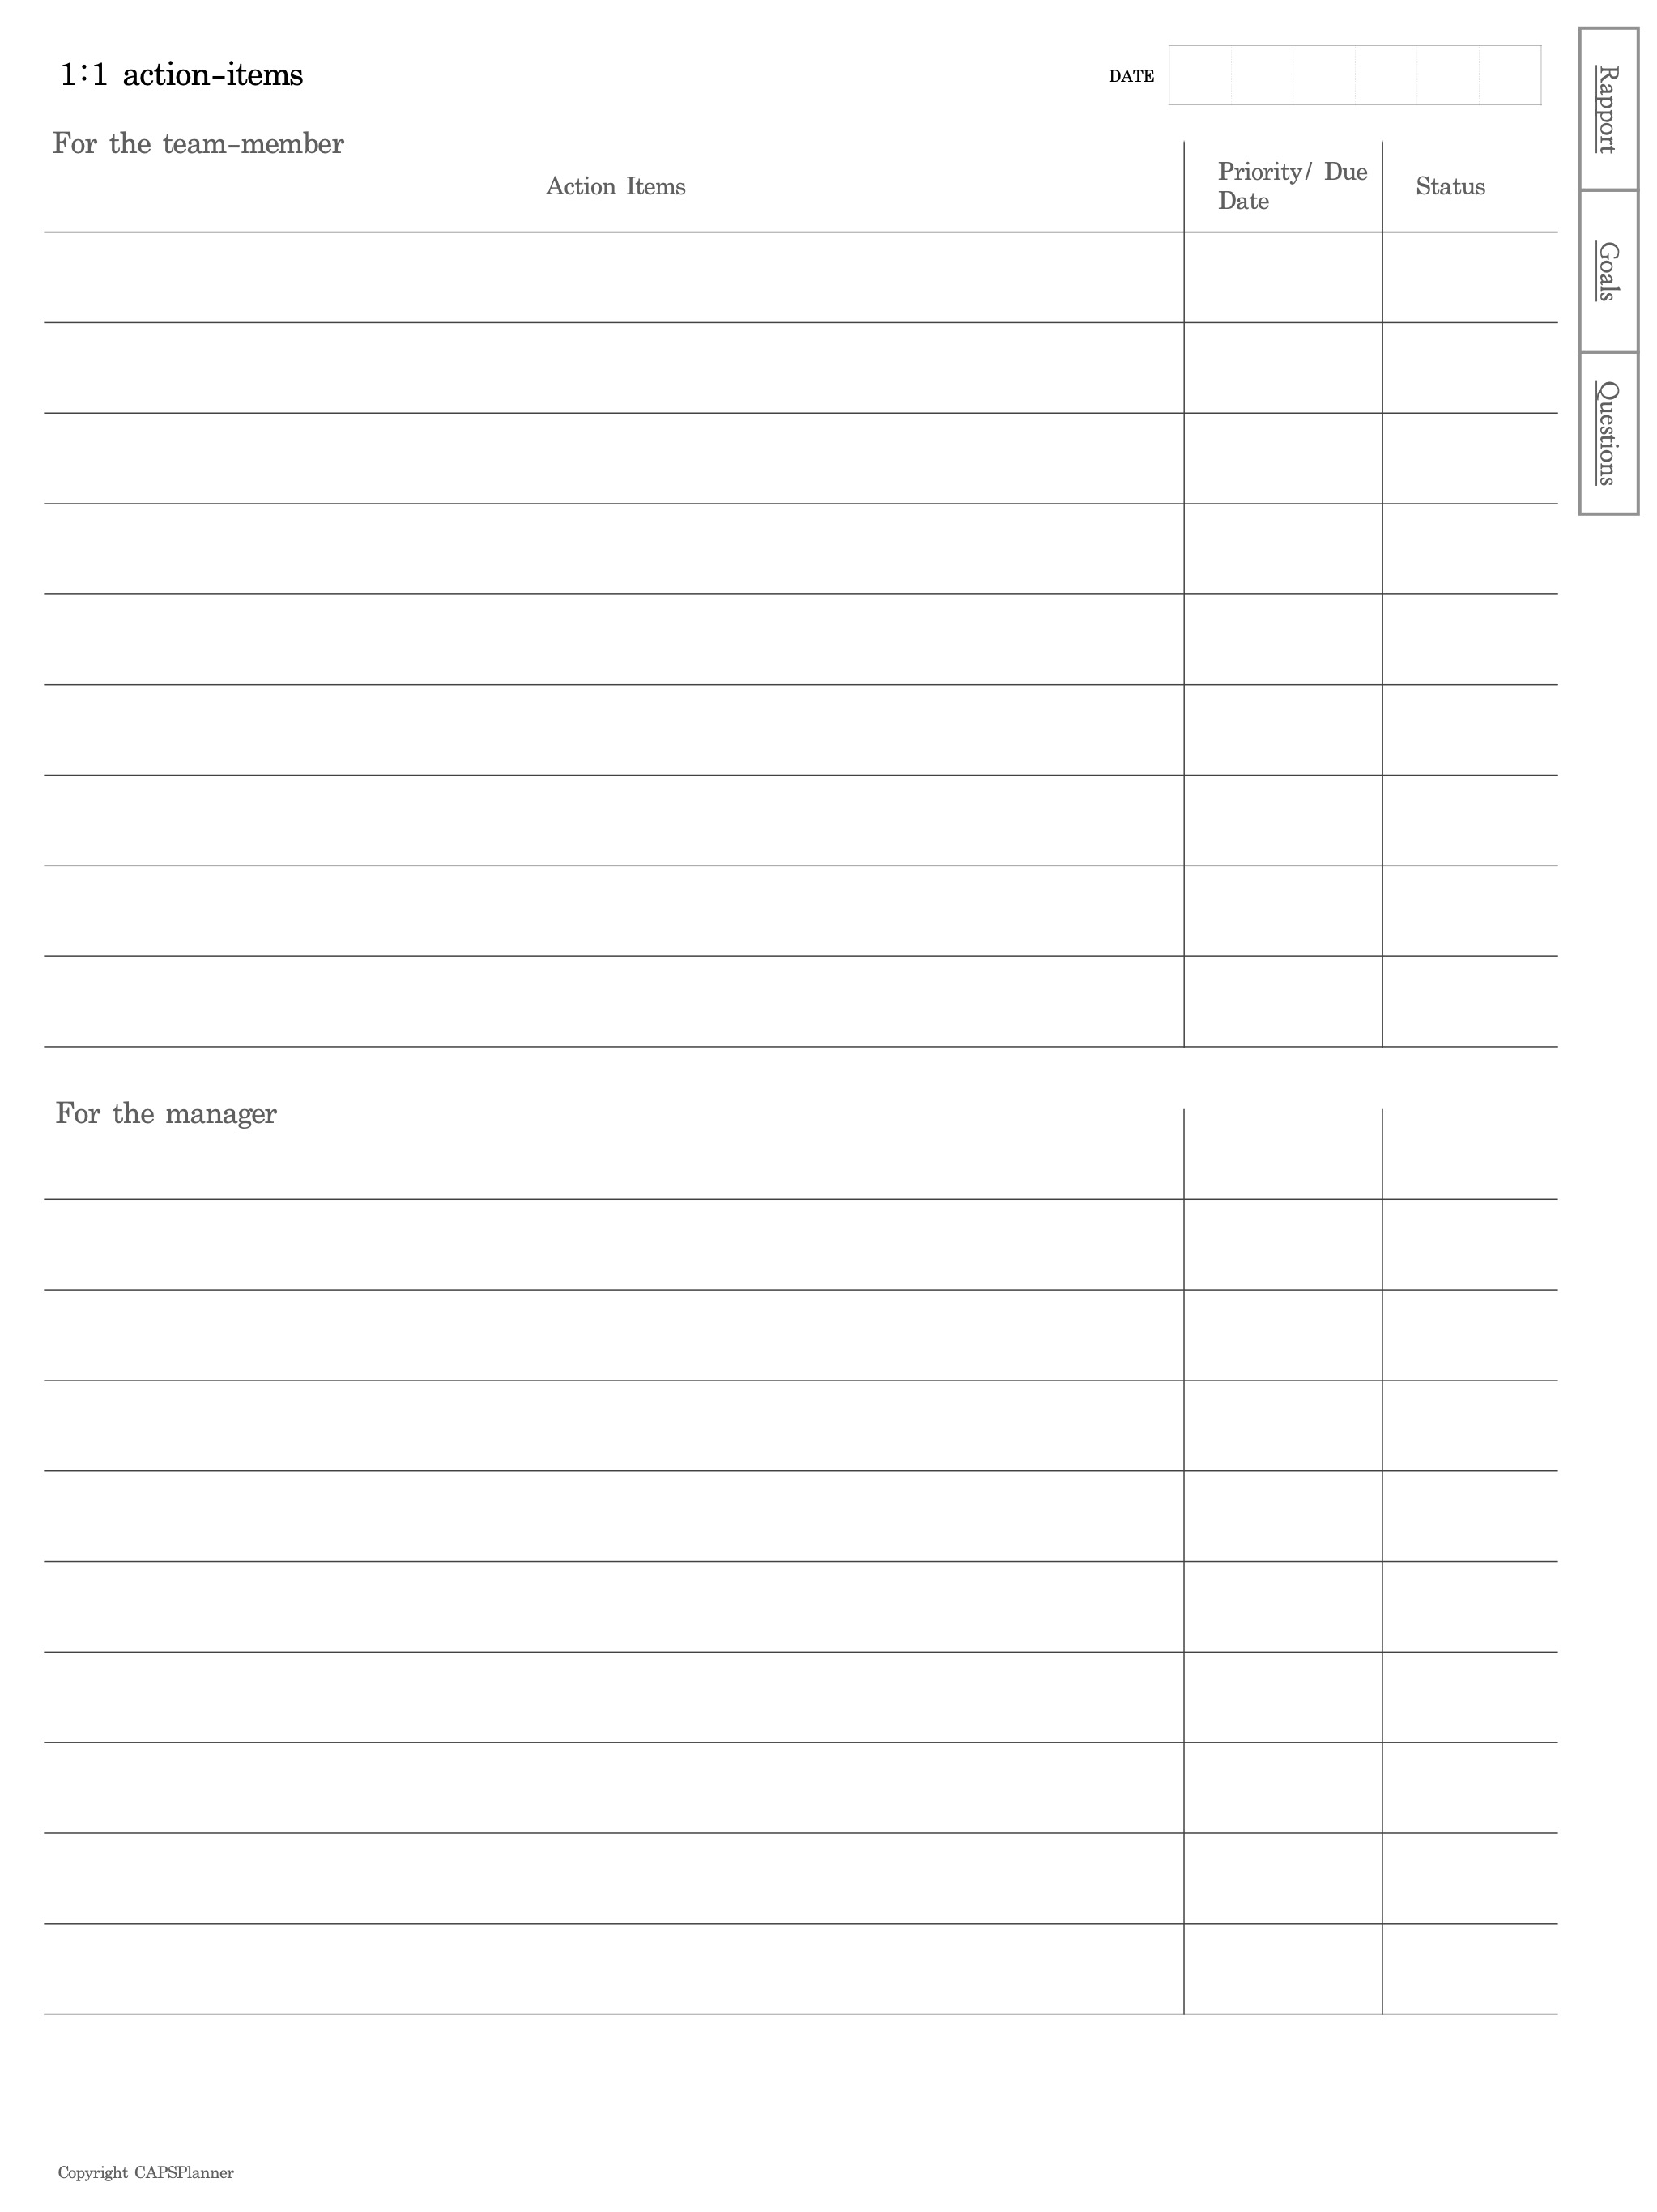 1:1 action-items
DATE
For the team-member
Action Items
Priority/ Due
Date
Status
Rapport
Goals
Questions
For the manager
Copyright CAPSPlanner